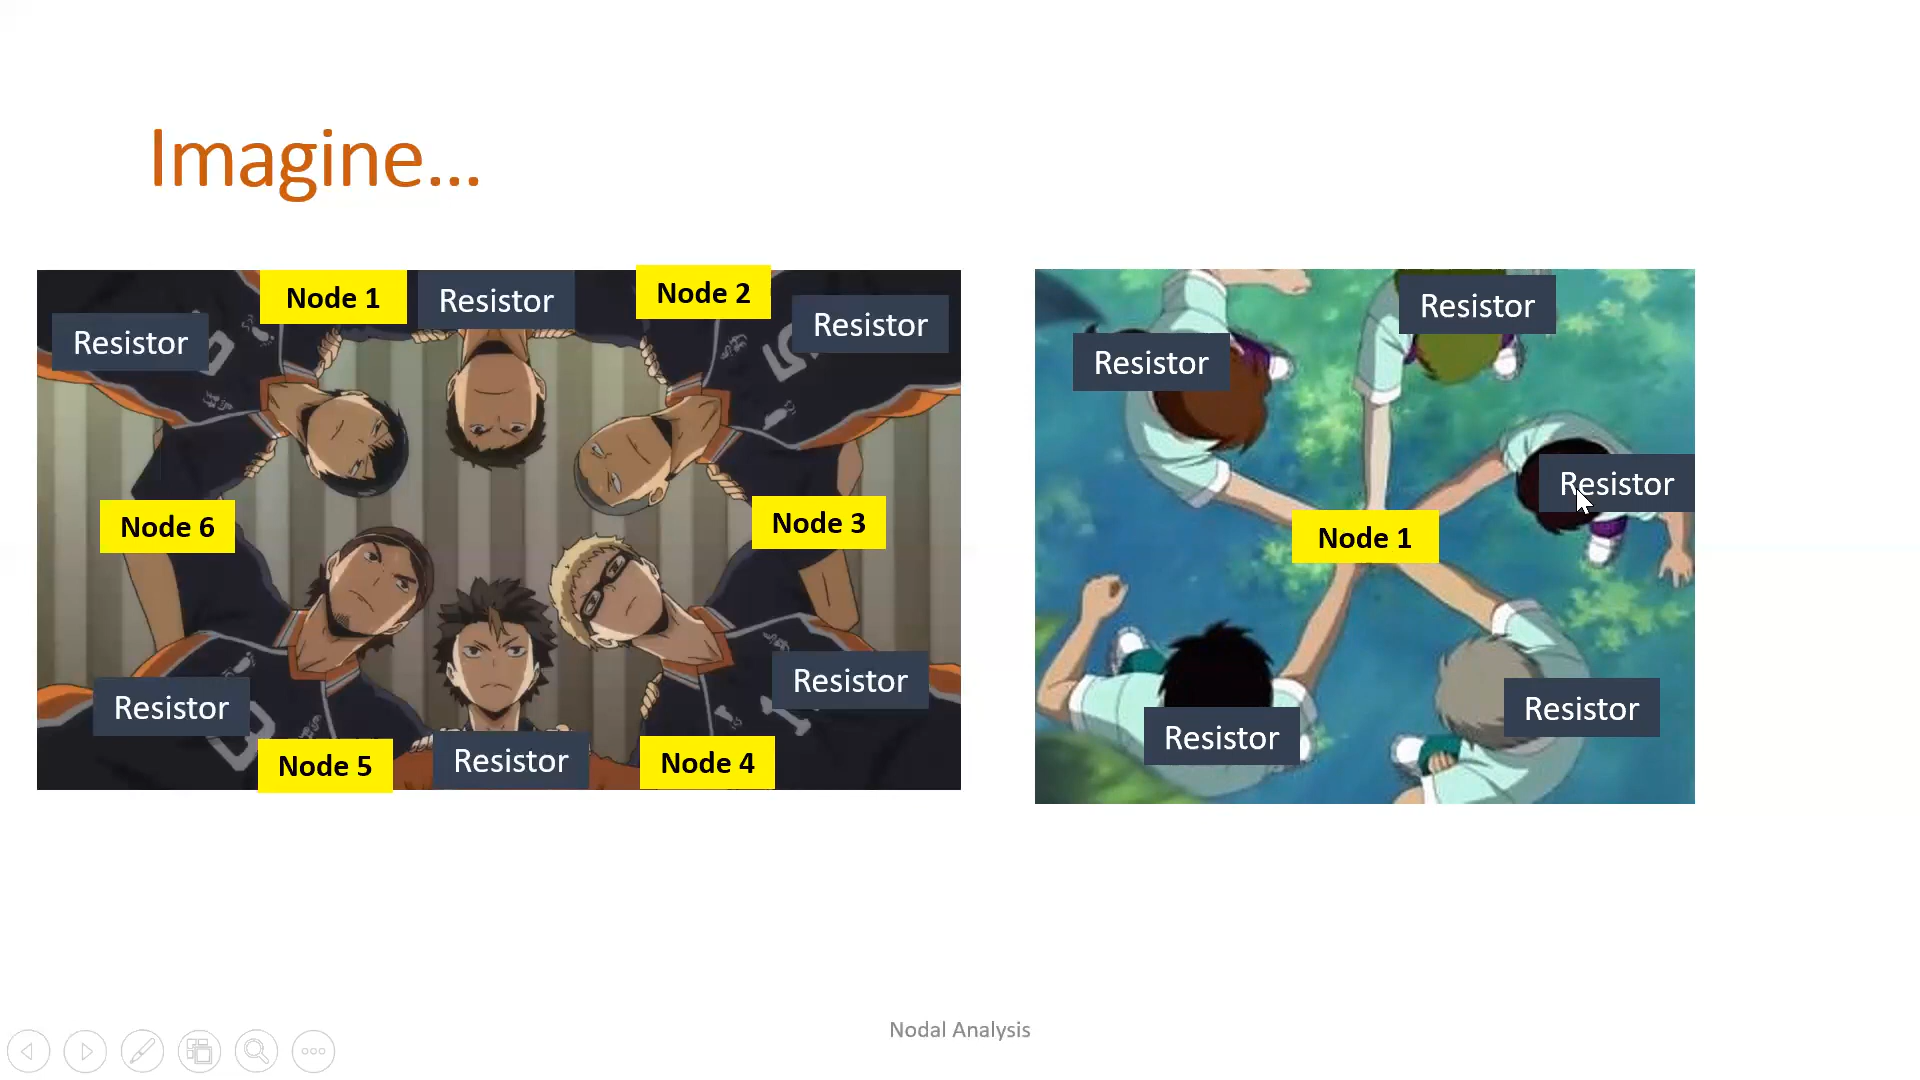 Imagine...
Node 1
Resistor
Node 2
Resistor
Resistor
Node 6
Node 3
Resistor
Resistor
Node 5
Resistor
Node 4
Resistor
Resistor
Resistor
Node 1
Resistor
Resistor
Nodal Analysis